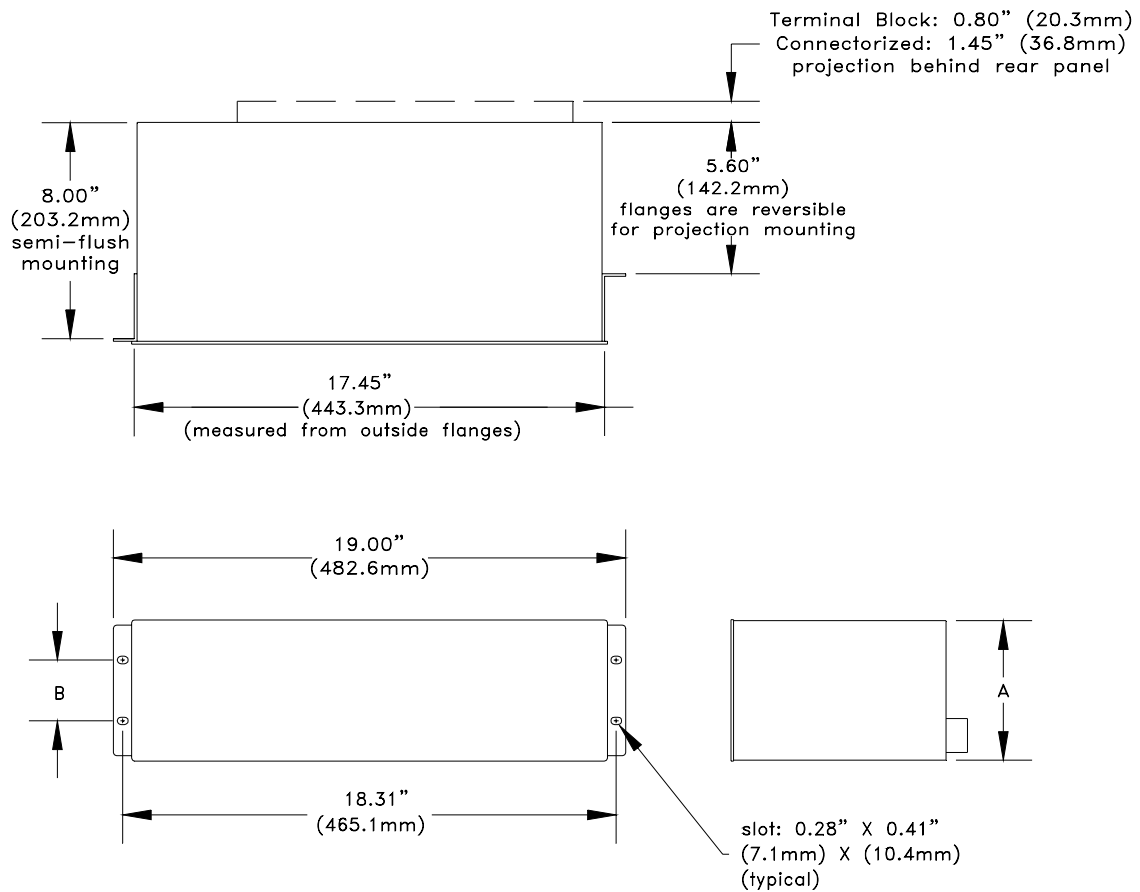 Terminal Block: 0.80” (20.3mm)
Connectorized: 1.45” (36.8mm)
projection behind rear panel
8.00”
(203.2mm)
semi-flush
mounting
5.60”
(142.2mm)
flanges are reversible
for projection mounting
17.45”
(443.3mm)
(measured from outside flanges)
19.00”
(482.6mm)
B
A
18.31”
(465.1mm)
slot: 0.28” X 0.41”
(7.1mm) X (10.4mm)
(typical)